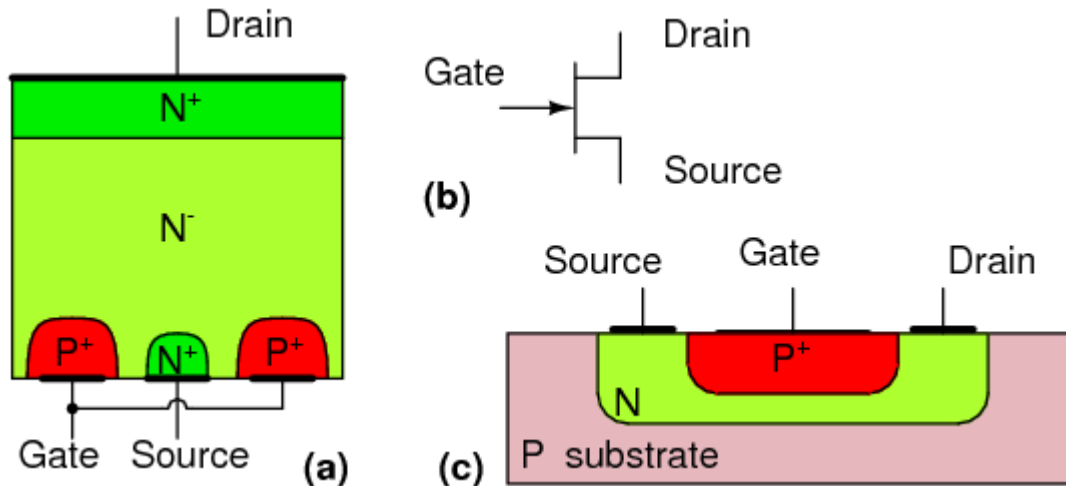 Drain
N⁺
N⁻
P⁺ N⁺ P⁺
Gate Source (a)
Drain
Gate
Source
(b)
Source Gate Drain
P⁺
N
P substrate
(c)